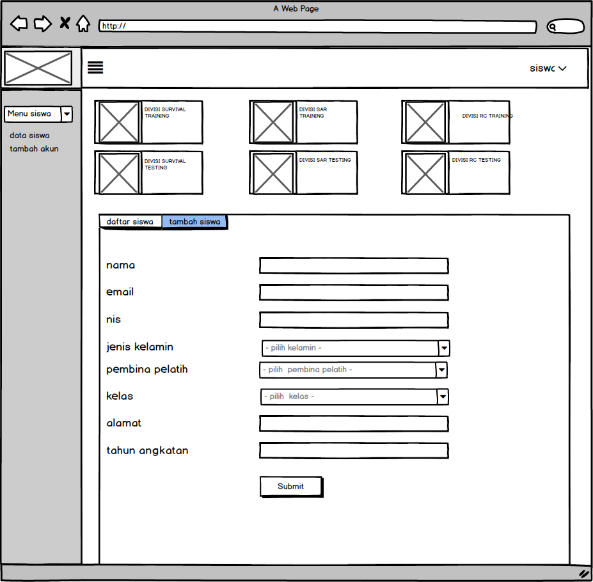 A Web Page
http://
siswa
Menu siswa
data siswa
tambah akun
DIVISI SURVIVAL
TRAINING
DIVISI SAR
TRAINING
DIVISI RC TRAINING
DIVISI SURVIVAL
TESTING
DIVISI SAR TESTING
DIVISI RC TESTING
daftar siswa
tambah siswa
nama
email
nis
jenis kelamin
- pilih kelamin -
pembina pelatih
- pilih pembina pelatih -
kelas
- pilih kelas -
alamat
tahun angkatan
Submit